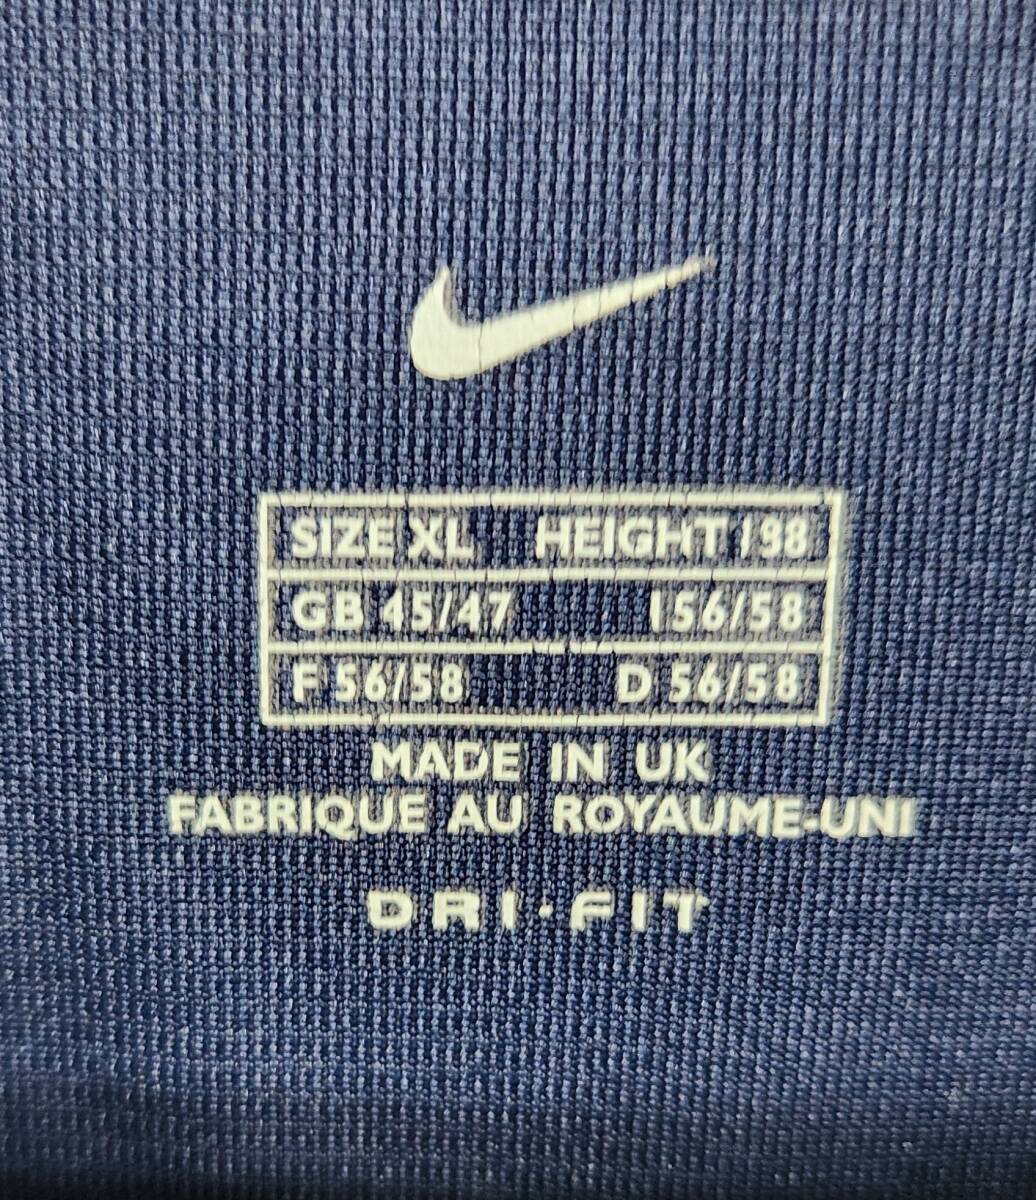 SIZE XL HEIGHT 198
GB 45/47 I 56/58
F 56/58 D 56/58
MADE IN UK
FABRIQUE AU ROYAUME-UNI
DRI·FIT